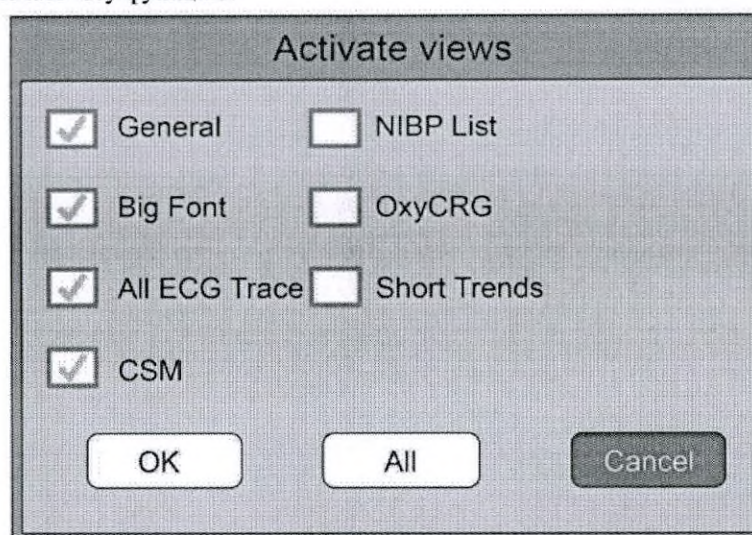 Activate views
General
NIBP List
Big Font
OxyCRG
All ECG Trace
Short Trends
CSM
OK
All
Cancel